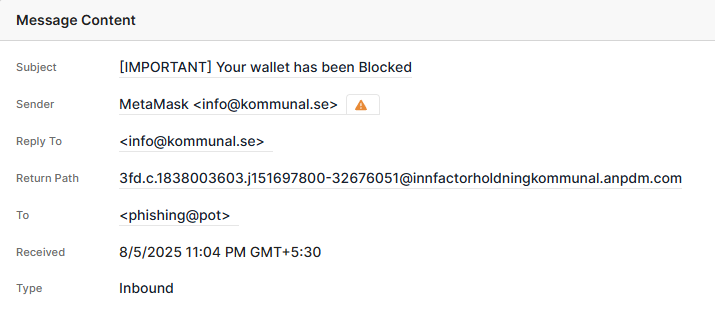 Message Content
Subject [IMPORTANT] Your wallet has been Blocked
Sender MetaMask <info@kommunal.se>
Reply To <info@kommunal.se>
Return Path 3fd.c.1838003603.j151697800-32676051@innfactorholdningkommunal.anpdm.com
To <phishing@pot>
Received 8/5/2025 11:04 PM GMT+5:30
Type Inbound